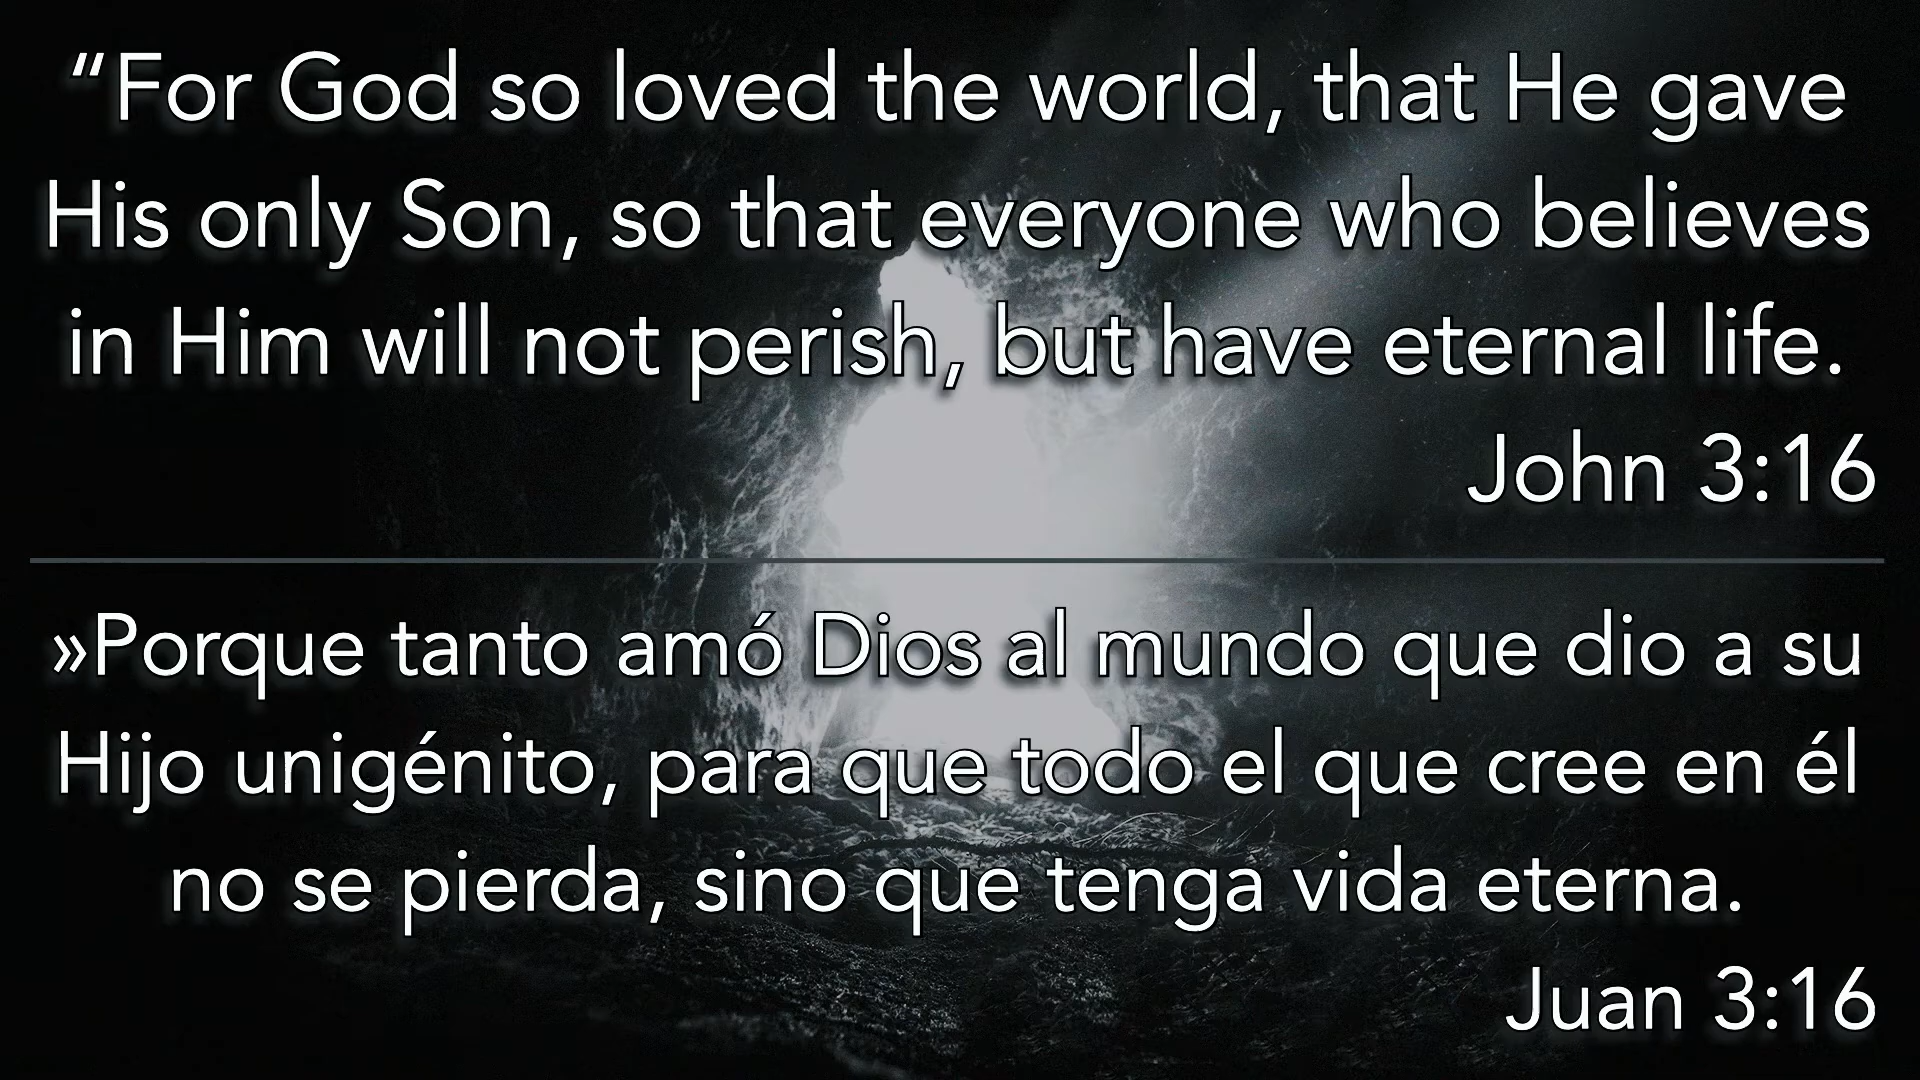 “For God so loved the world, that He gave
His only Son, so that everyone who believes
in Him will not perish, but have eternal life.
John 3:16
»Porque tanto amó Dios al mundo que dio a su
Hijo unigénito, para que todo el que cree en él
no se pierda, sino que tenga vida eterna.
Juan 3:16